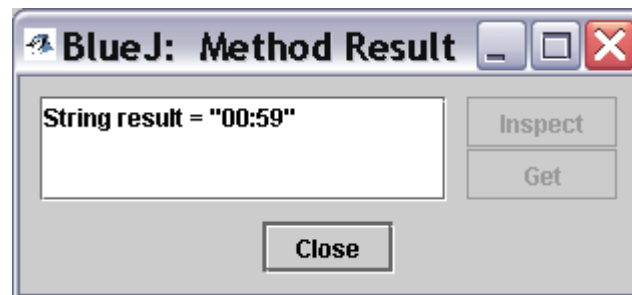 BlueJ: Method Result
String result = "00:59"
Inspect
Get
Close